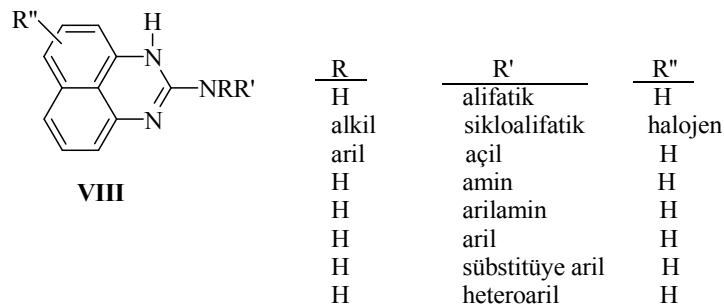 R''
H
N
NRR'
N
VIII
R R' R''
H alifatik H
alkil sikloalifatik halojen
aril açil H
H amin H
H arilamin H
H aril H
H sübstitüye aril H
H heteroaril H